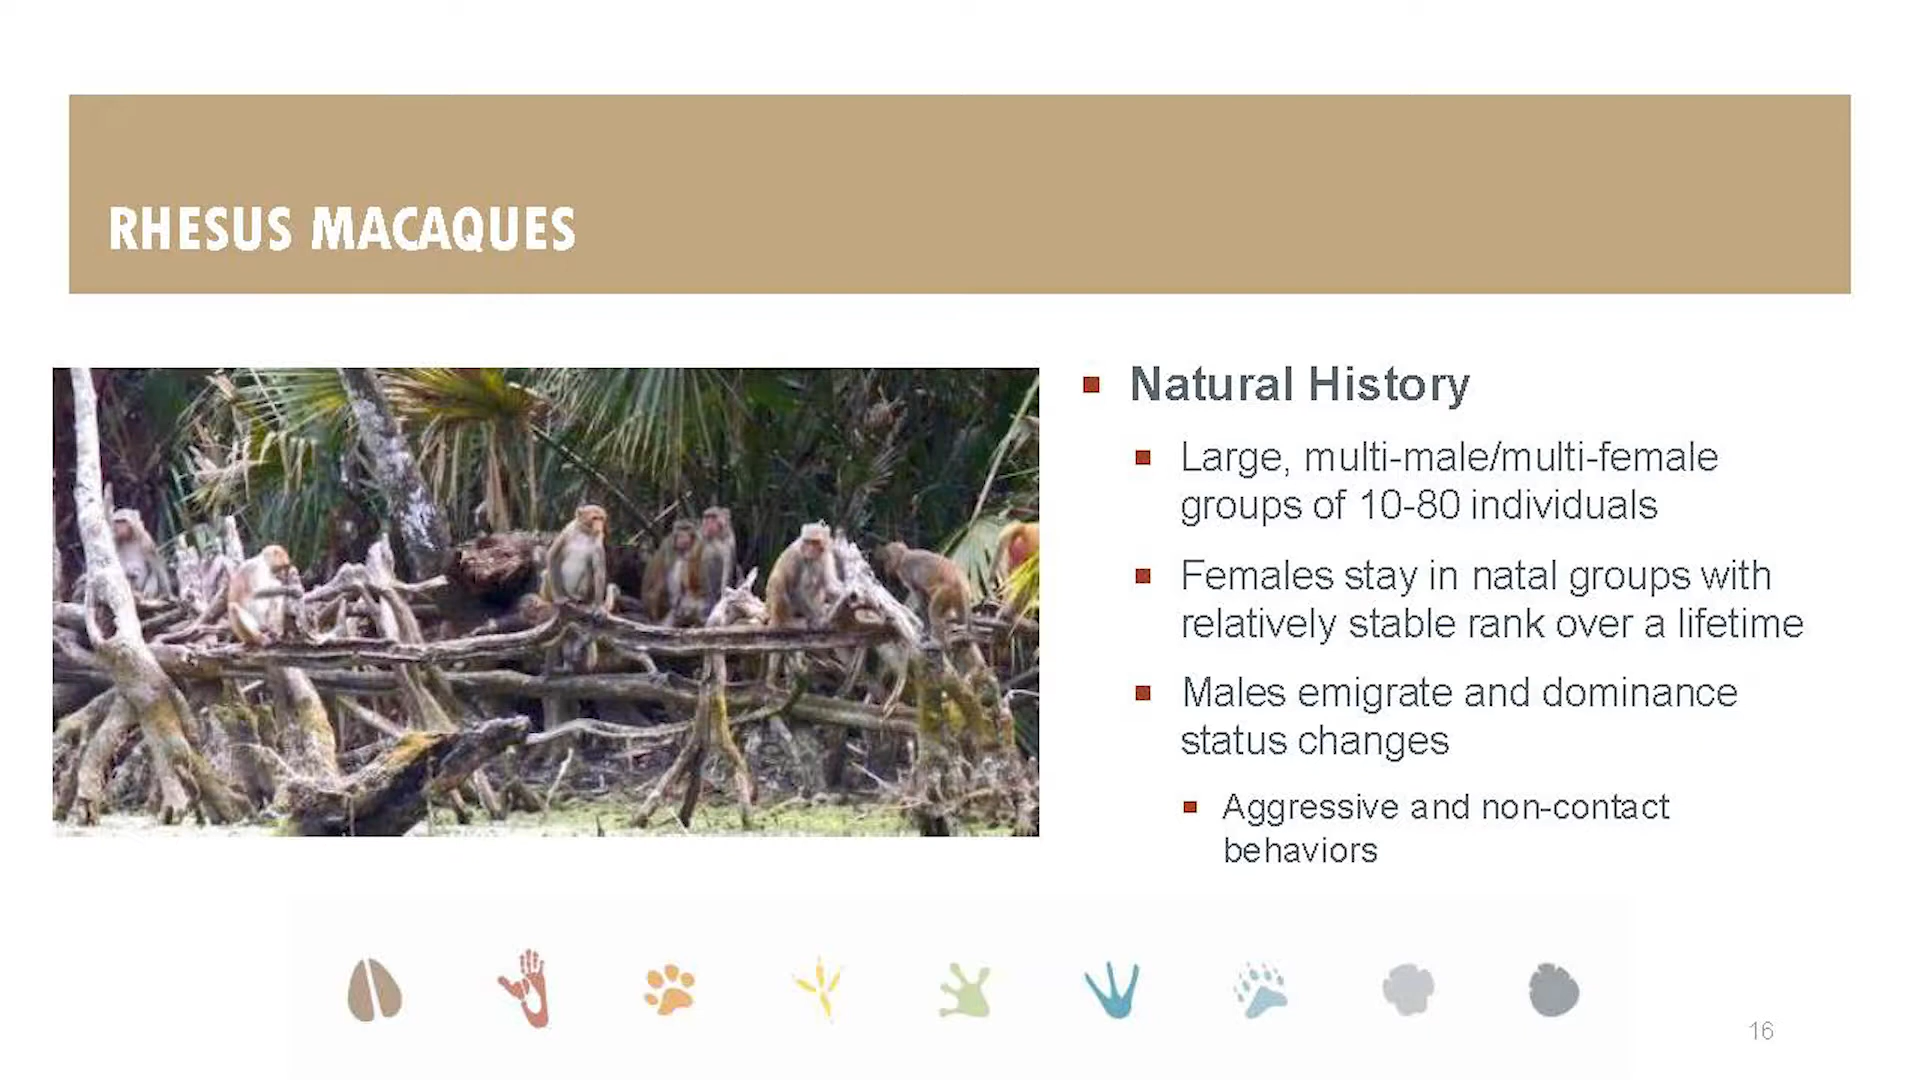 RHESUS MACAQUES
Natural History
Large, multi-male/multi-female
groups of 10-80 individuals
Females stay in natal groups with
relatively stable rank over a lifetime
Males emigrate and dominance
status changes
Aggressive and non-contact
behaviors
16